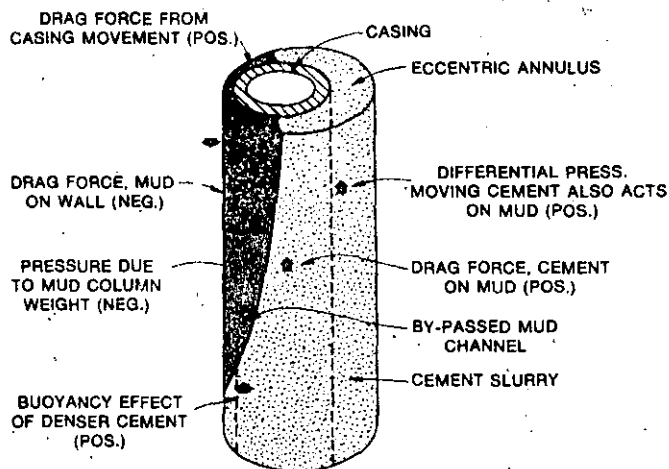 DRAG FORCE FROM
CASING MOVEMENT (POS.)
CASING
ECCENTRIC ANNULUS
DRAG FORCE, MUD
ON WALL (NEG.)
DIFFERENTIAL PRESS.
MOVING CEMENT ALSO ACTS
ON MUD (POS.)
PRESSURE DUE
TO MUD COLUMN
WEIGHT (NEG.)
DRAG FORCE, CEMENT
ON MUD (POS.)
BY-PASSED MUD
CHANNEL
CEMENT SLURRY
BUOYANCY EFFECT
OF DENSER CEMENT
(POS.)